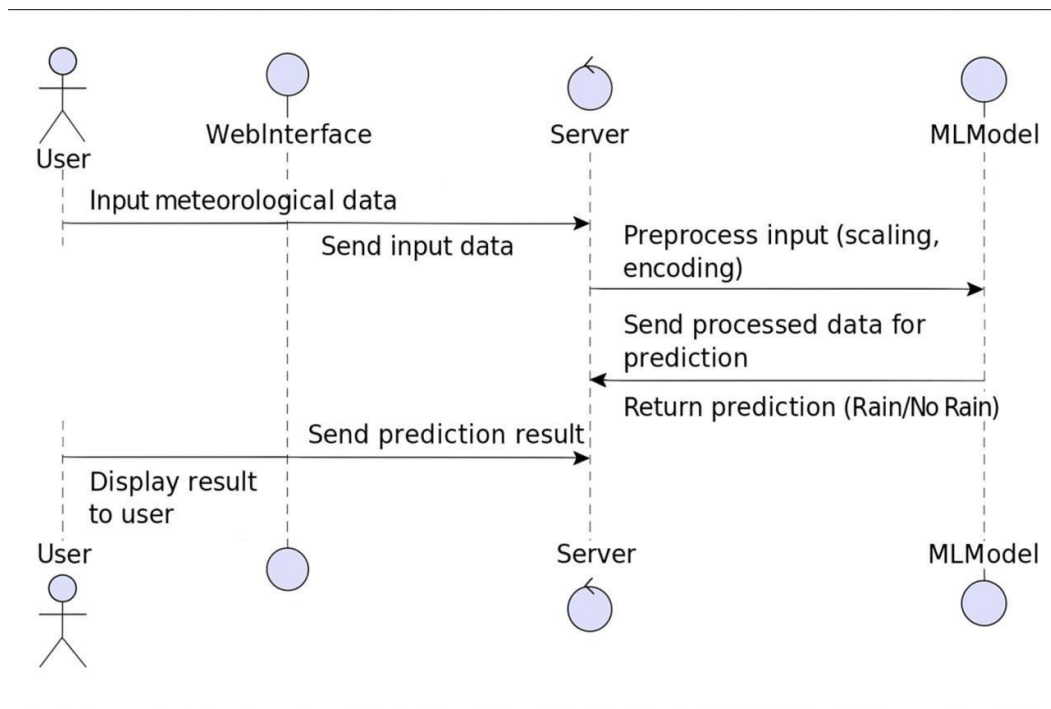 User
WebInterface
Server
MLModel
Input meteorological data
Send input data
Preprocess input (scaling,
encoding)
Send processed data for
prediction
Return prediction (Rain/No Rain)
Send prediction result
Display result
to user
User
Server
MLModel